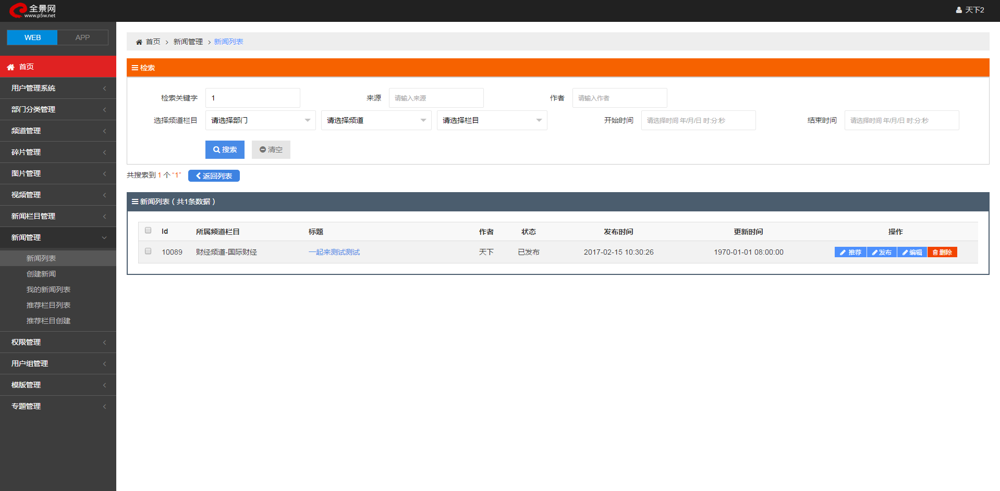 全景网
www.p5w.net
天下2
WEB APP
首页
用户管理系统
部门分类管理
频道管理
碎片管理
图片管理
视频管理
新闻栏目管理
新闻管理
新闻列表
创建新闻
我的新闻列表
推荐栏目列表
推荐栏目创建
权限管理
用户组管理
模版管理
专题管理
首页 > 新闻管理 > 新闻列表
检索
检索关键字 1 来源 请输入来源 作者 请输入作者
选择频道栏目 请选择部门 请选择频道 请选择栏目 开始时间 请选择时间 年/月/日 时:分:秒 结束时间 请选择时间 年/月/日 时:分:秒
搜索 清空
共搜索到 1 个 “1” 返回列表
新闻列表 ( 共1条数据 )
Id 所属频道栏目 标题 作者 状态 发布时间 更新时间 操作
10089 财经频道-国际财经 一起来测试测试 天下 已发布 2017-02-15 10:30:26 1970-01-01 08:00:00 推荐 发布 编辑 删除